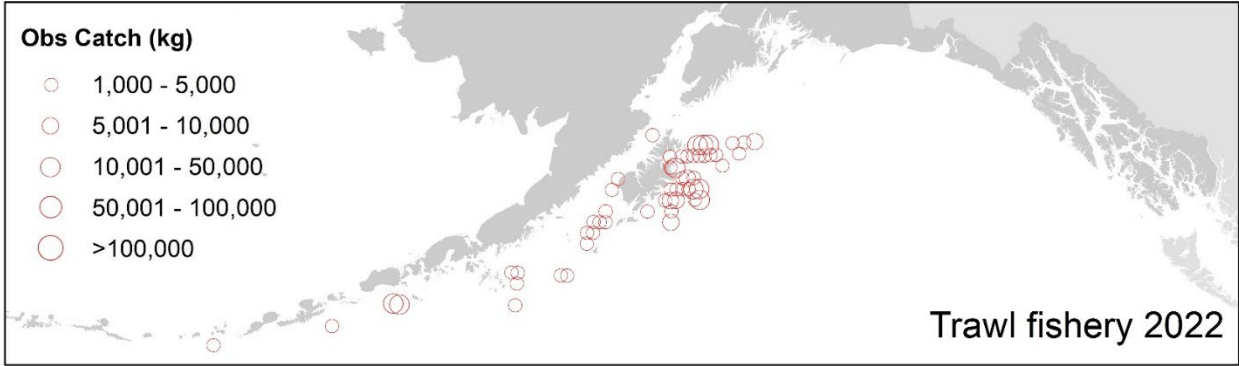 Obs Catch (kg)
1,000 - 5,000
5,001 - 10,000
10,001 - 50,000
50,001 - 100,000
>100,000
Trawl fishery 2022